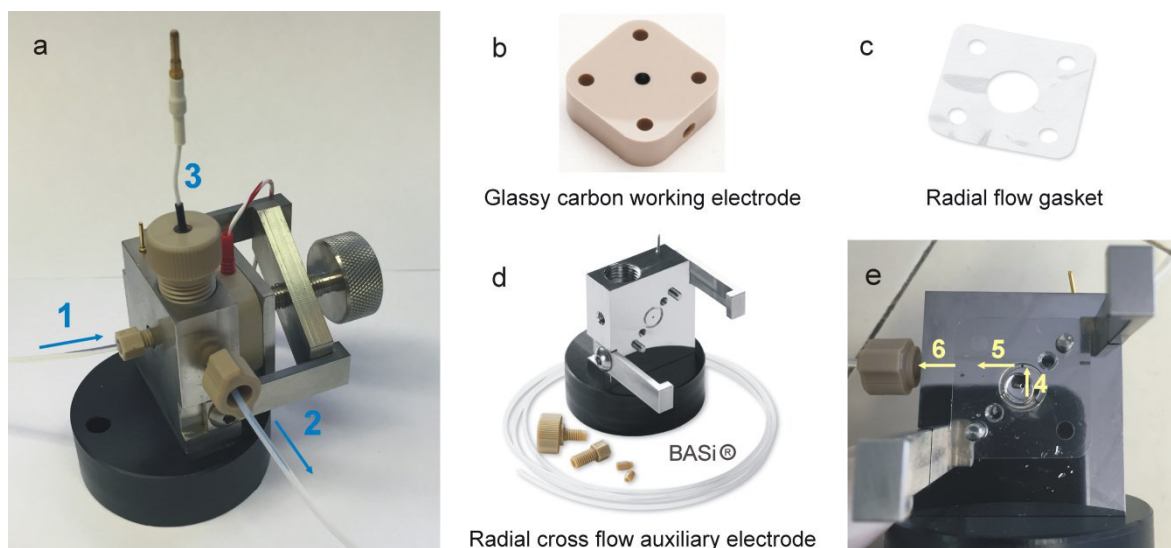 a
3
1
2
b
Glassy carbon working electrode
c
Radial flow gasket
d
BASi®
Radial cross flow auxiliary electrode
e
6
5
4